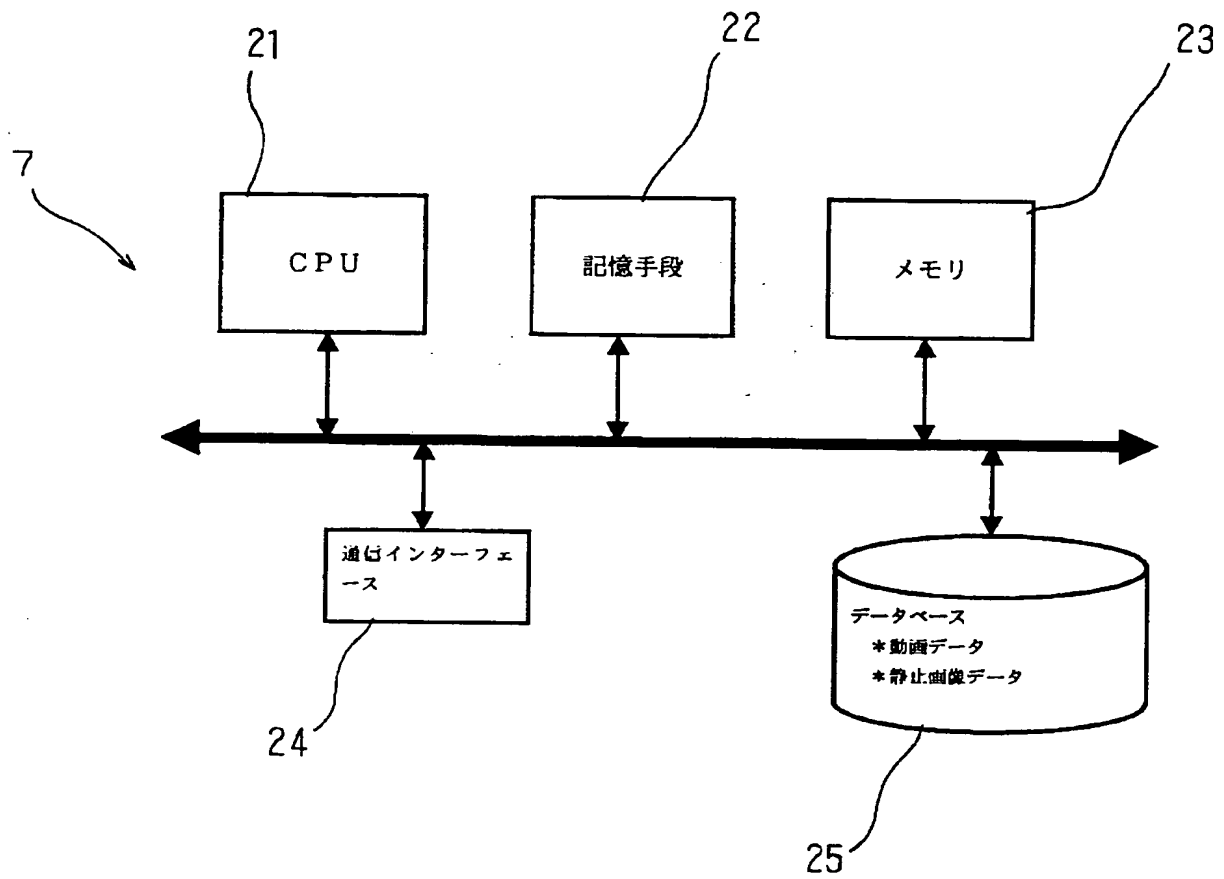 21
22
23
7
CPU
記憶手段
メモリ
通信インターフェ
ース
データベース
*動画データ
*静止画像データ
24
25